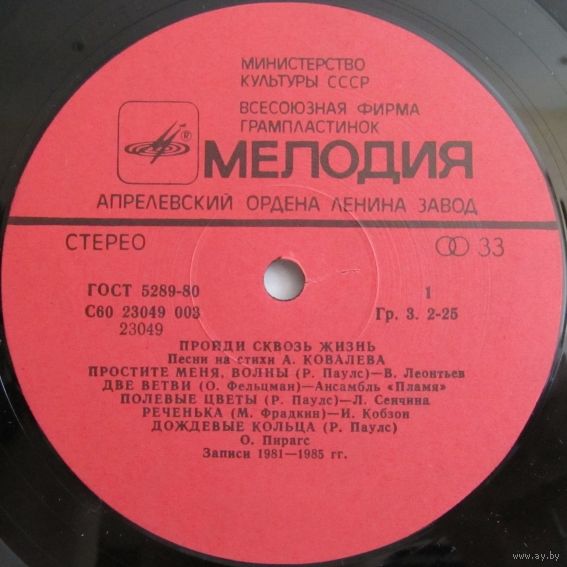 МИНИСТЕРСТВО
КУЛЬТУРЫ СССР
ВСЕСОЮЗНАЯ ФИРМА
ГРАМПЛАСТИНОК
®
МЕЛОДИЯ
АПРЕЛЕВСКИЙ ОРДЕНА ЛЕНИНА ЗАВОД
СТЕРЕО 33
ГОСТ 5289-80 1
С60 23049 003 Гр. 3. 2-25
23049
ПРОЙДИ СКВОЗЬ ЖИЗНЬ
Песни на стихи А. КОВАЛЕВА
ПРОСТИТЕ МЕНЯ, ВОЛНЫ (Р. Паулс)—В. Леонтьев
ДВЕ ВЕТВИ (О. Фельцман)—Ансамбль «Пламя»
ПОЛЕВЫЕ ЦВЕТЫ (Р. Паулс)—Л. Сенчина
РЕЧЕНЬКА (М. Фрадкин)—И. Кобзон
ДОЖДЕВЫЕ КОЛЬЦА (Р. Паулс)
О. Пирагс
Записи 1981—1985 гг.
www.ay.by